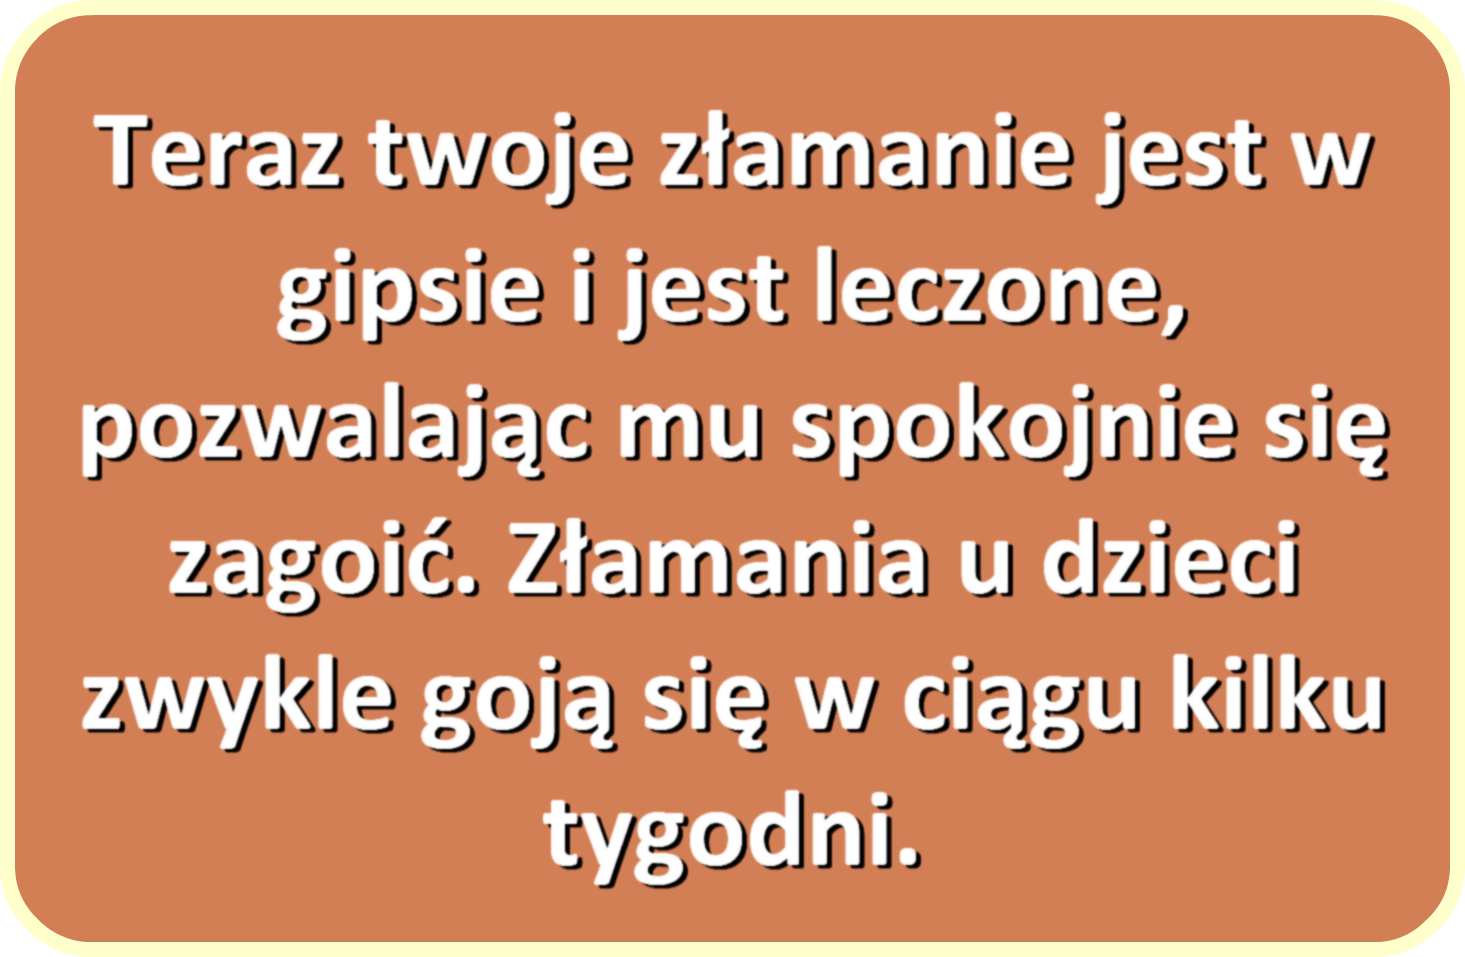 Teraz twoje złamanie jest w
gipsie i jest leczone,
pozwalając mu spokojnie się
zagoić. Złamania u dzieci
zwykle goją się w ciągu kilku
tygodni.